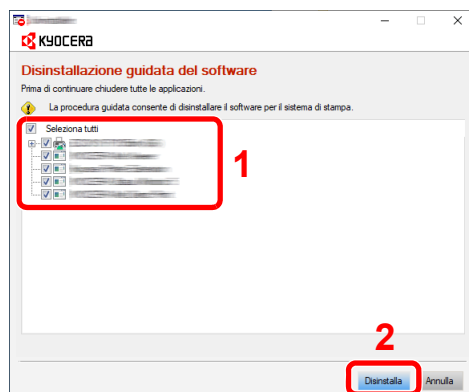 KYOCERA
Disinstallazione guidata del software
Prima di continuare chiudere tutte le applicazioni.
La procedura guidata consente di disinstallare il software per il sistema di stampa.
Seleziona tutti
1
2
Disinstalla Annulla